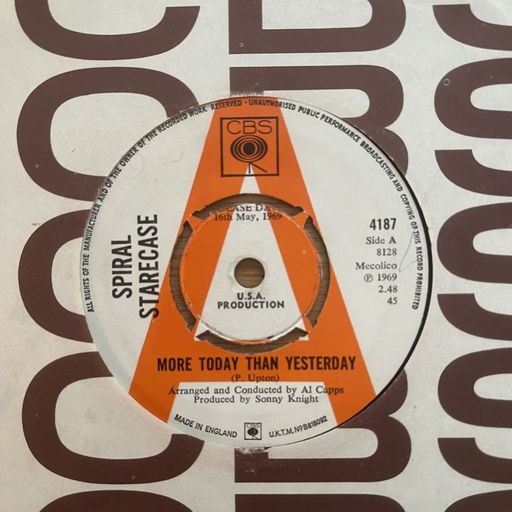 CBS
ALL RIGHTS OF THE MANUFACTURER AND OF THE OWNER OF THE RECORDED WORK RESERVED - UNAUTHORISED PUBLIC PERFORMANCE BROADCASTING AND COPYING OF THIS RECORD PROHIBITED
CBS
16th May, 1969
SPIRAL
STARECASE
4187
Side A
8128
Mecolico
Ⓟ 1969
2.48
45
U.S.A.
PRODUCTION
MORE TODAY THAN YESTERDAY
(P. Upton)
Arranged and Conducted by Al Capps
Produced by Sonny Knight
MADE IN ENGLAND
U.K.T.M. Nº B818092